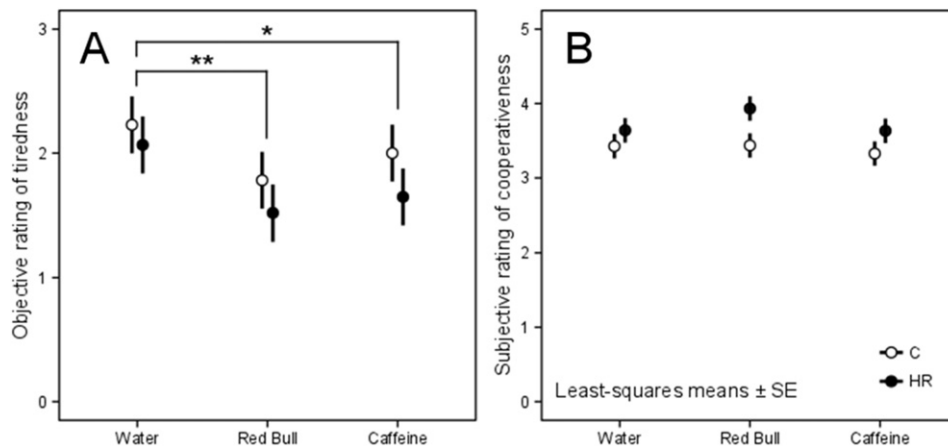 A
*
**
Objective rating of tiredness
3
2
1
0
Water Red Bull Caffeine
B
Subjective rating of cooperativeness
5
4
3
2
1
0
C
HR
Least-squares means ± SE
Water Red Bull Caffeine